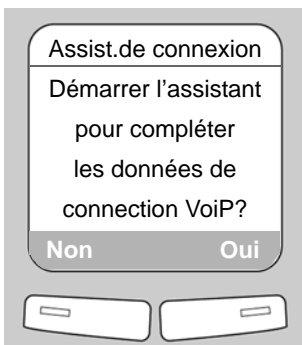 Assist.de connexion
Démarrer l’assistant
pour compléter
les données de
connection VoiP?
Non Oui